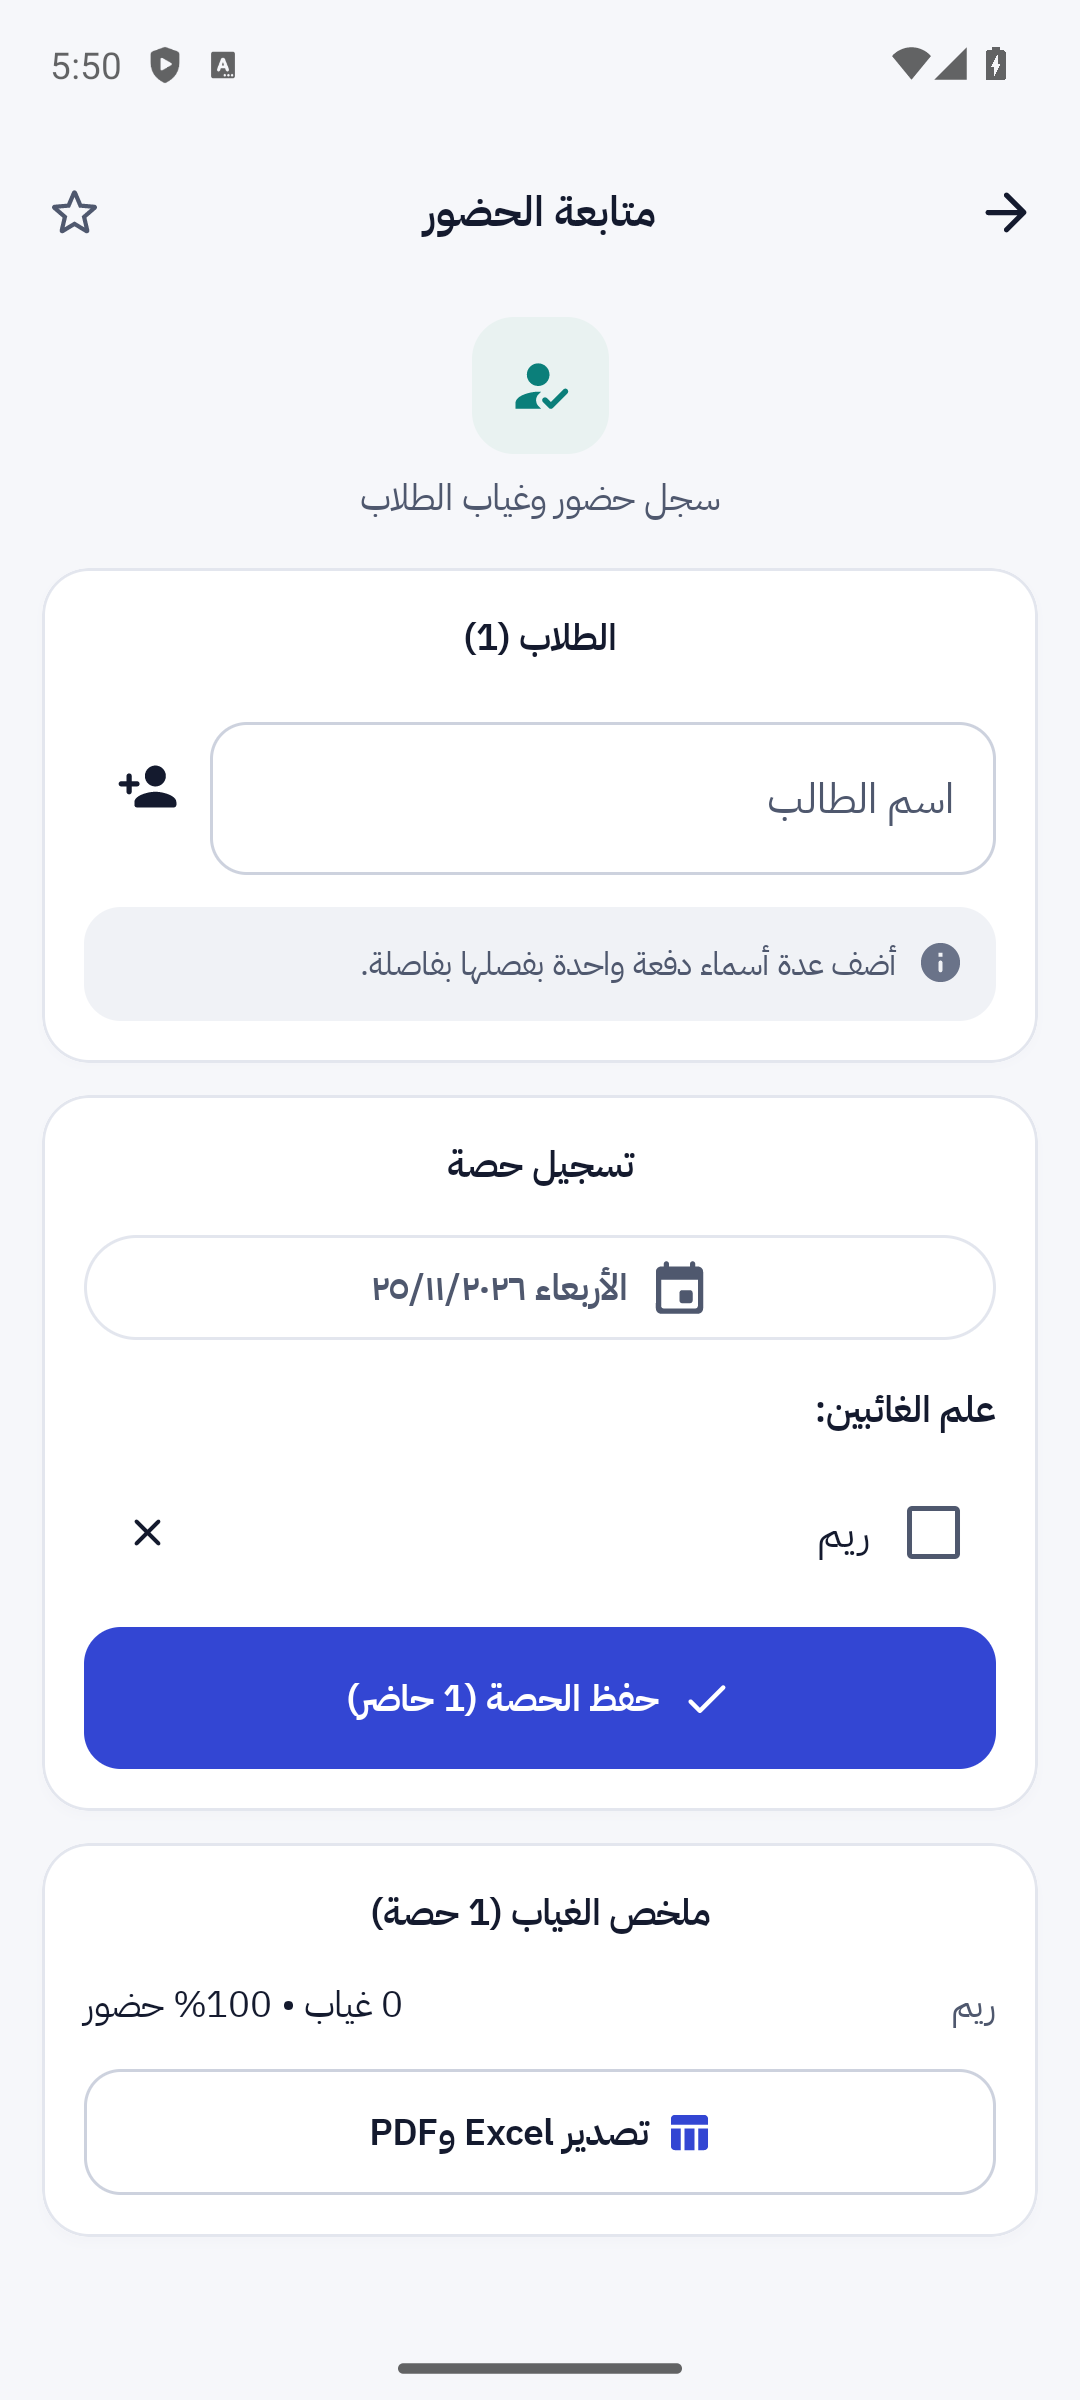 5:50
متابعة الحضور
سجل حضور وغياب الطلاب
الطلاب (1)
اسم الطالب
أضف عدة أسماء دفعة واحدة بفصلها بفاصلة.
تسجيل حصة
الأربعاء ٢٥/١١/٢٠٢٦
علم الغائبين:
ريم
حفظ الحصة (1 حاضر)
ملخص الغياب (1 حصة)
ريم
0 غياب • 100% حضور
تصدير Excel وPDF